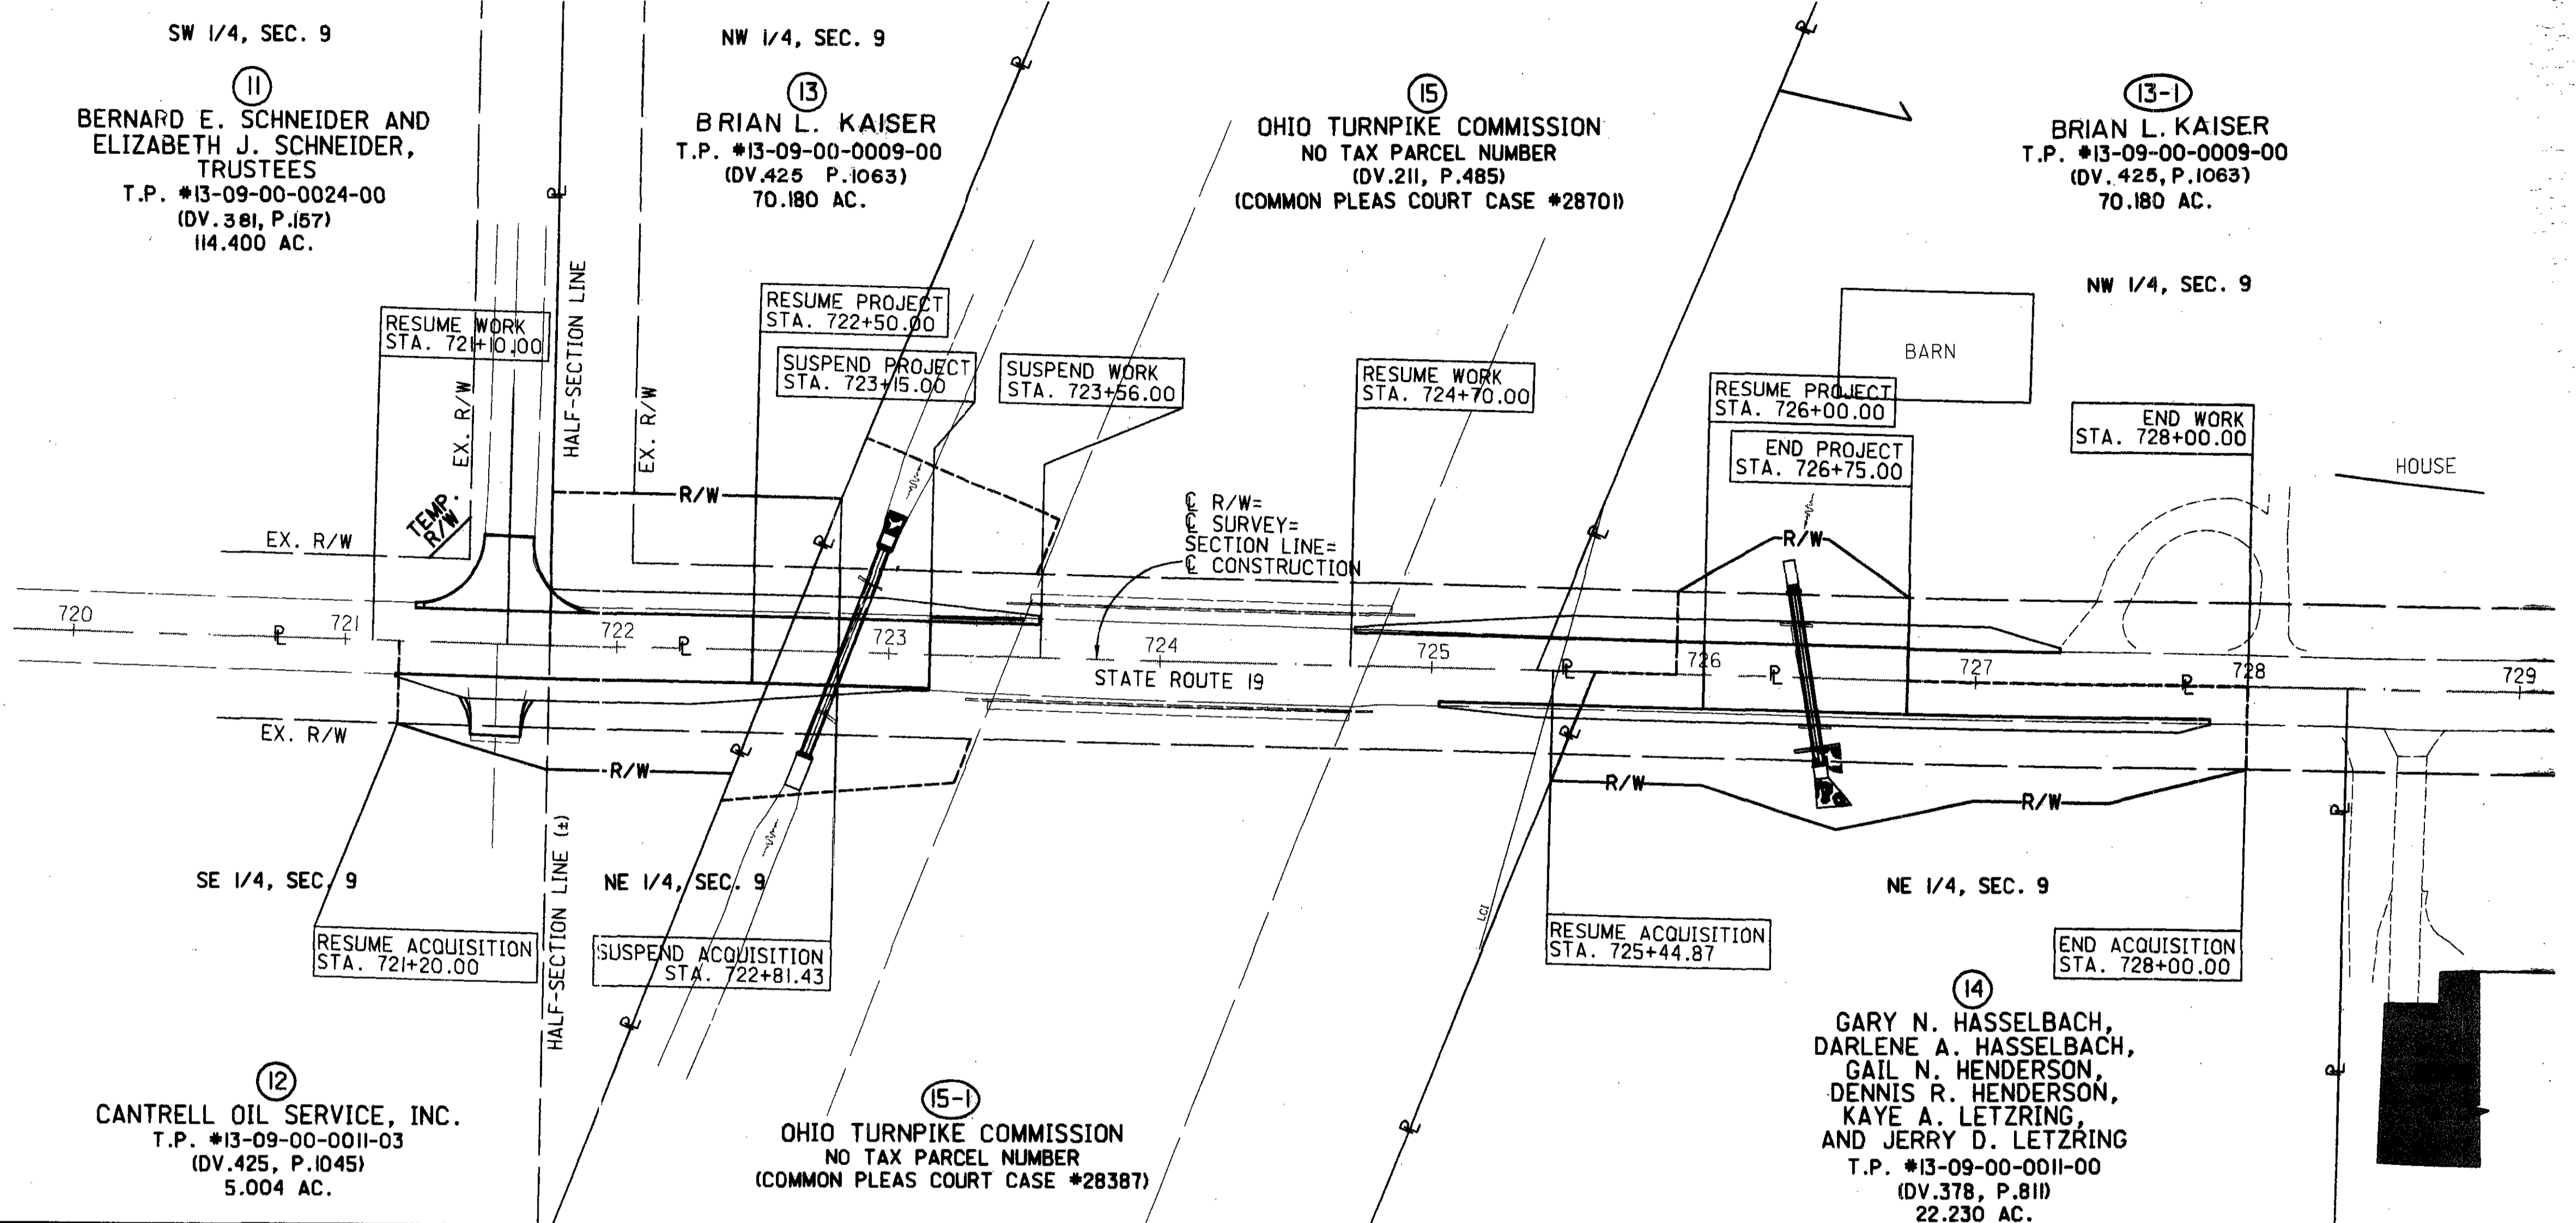 SW 1/4, SEC. 9
11
BERNARD E. SCHNEIDER AND
ELIZABETH J. SCHNEIDER,
TRUSTEES
T.P. #13-09-00-0024-00
(DV.381, P.157)
114.400 AC.
NW 1/4, SEC. 9
13
BRIAN L. KAISER
T.P. #13-09-00-0009-00
(DV.425 P.1063)
70.180 AC.
15
OHIO TURNPIKE COMMISSION
NO TAX PARCEL NUMBER
(DV.211, P.485)
(COMMON PLEAS COURT CASE #28701)
13-1
BRIAN L. KAISER
T.P. #13-09-00-0009-00
(DV.425, P.1063)
70.180 AC.
NW 1/4, SEC. 9
BARN
HOUSE
RESUME WORK
STA. 721+10.00
RESUME PROJECT
STA. 722+50.00
SUSPEND PROJECT
STA. 723+15.00
SUSPEND WORK
STA. 723+56.00
RESUME WORK
STA. 724+70.00
RESUME PROJECT
STA. 726+00.00
END PROJECT
STA. 726+75.00
END WORK
STA. 728+00.00
EX. R/W
HALF-SECTION LINE
EX. R/W
TEMP.
R/W
EX. R/W
R/W
℄ R/W=
℄ SURVEY=
SECTION LINE=
℄ CONSTRUCTION
R/W
720
721
722
723
724
725
726
727
728
729
STATE ROUTE 19
EX. R/W
R/W
R/W
R/W
SE 1/4, SEC. 9
HALF-SECTION LINE (±)
NE 1/4, SEC. 9
LCI
NE 1/4, SEC. 9
RESUME ACQUISITION
STA. 721+20.00
SUSPEND ACQUISITION
STA. 722+81.43
RESUME ACQUISITION
STA. 725+44.87
END ACQUISITION
STA. 728+00.00
12
CANTRELL OIL SERVICE, INC.
T.P. #13-09-00-0011-03
(DV.425, P.1045)
5.004 AC.
15-1
OHIO TURNPIKE COMMISSION
NO TAX PARCEL NUMBER
(COMMON PLEAS COURT CASE #28387)
14
GARY N. HASSELBACH,
DARLENE A. HASSELBACH,
GAIL N. HENDERSON,
DENNIS R. HENDERSON,
KAYE A. LETZRING,
AND JERRY D. LETZRING
T.P. #13-09-00-0011-00
(DV.378, P.811)
22.230 AC.